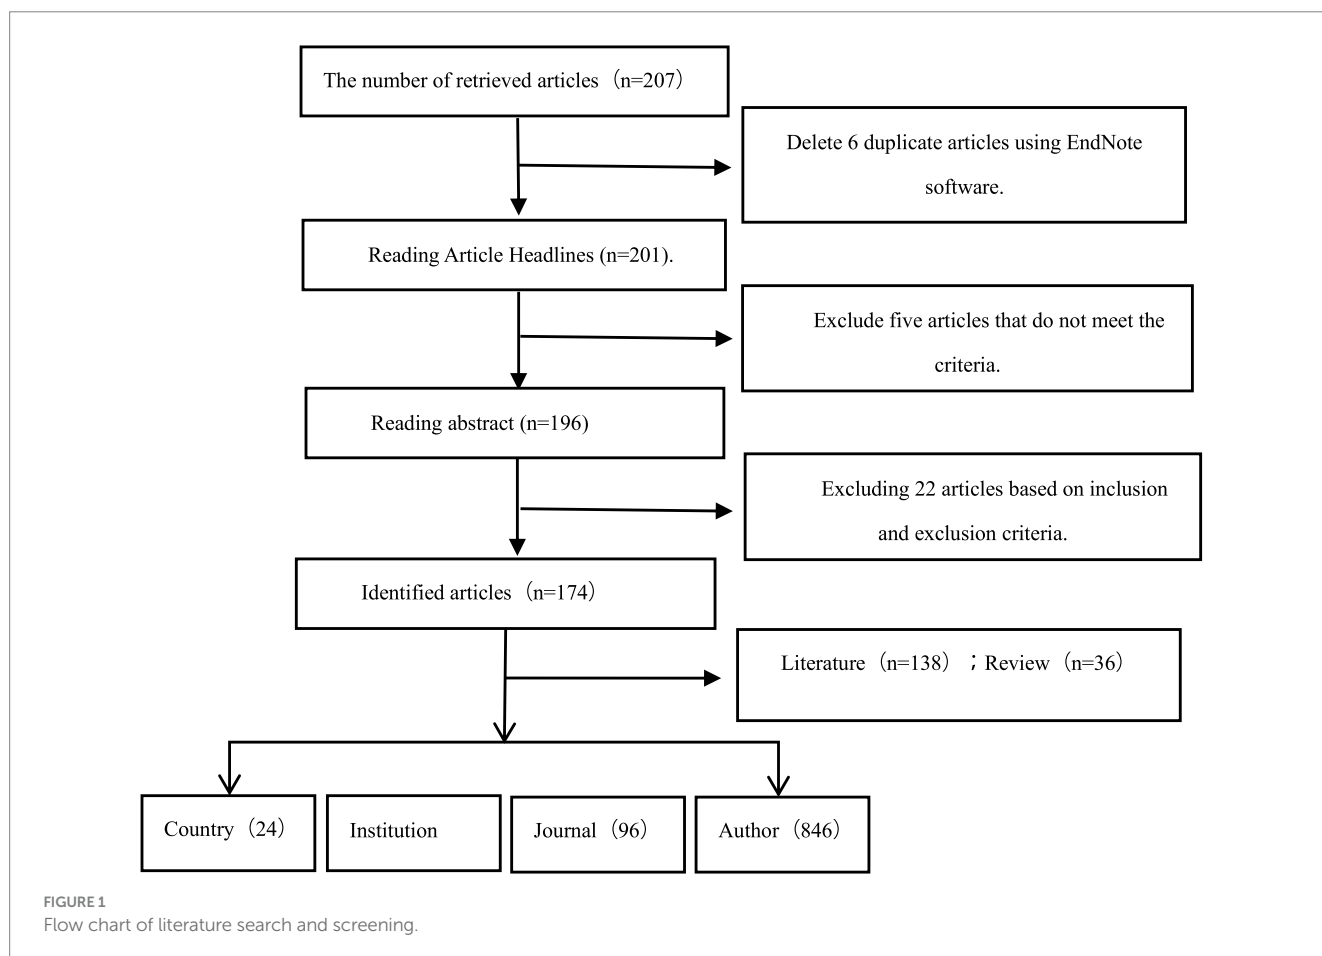 The number of retrieved articles（n=207）
Delete 6 duplicate articles using EndNote
software.
Reading Article Headlines (n=201).
Exclude five articles that do not meet the
criteria.
Reading abstract (n=196)
Excluding 22 articles based on inclusion
and exclusion criteria.
Identified articles（n=174）
Literature（n=138）；Review（n=36）
Country（24）
Institution
Journal（96）
Author（846）
FIGURE 1
Flow chart of literature search and screening.